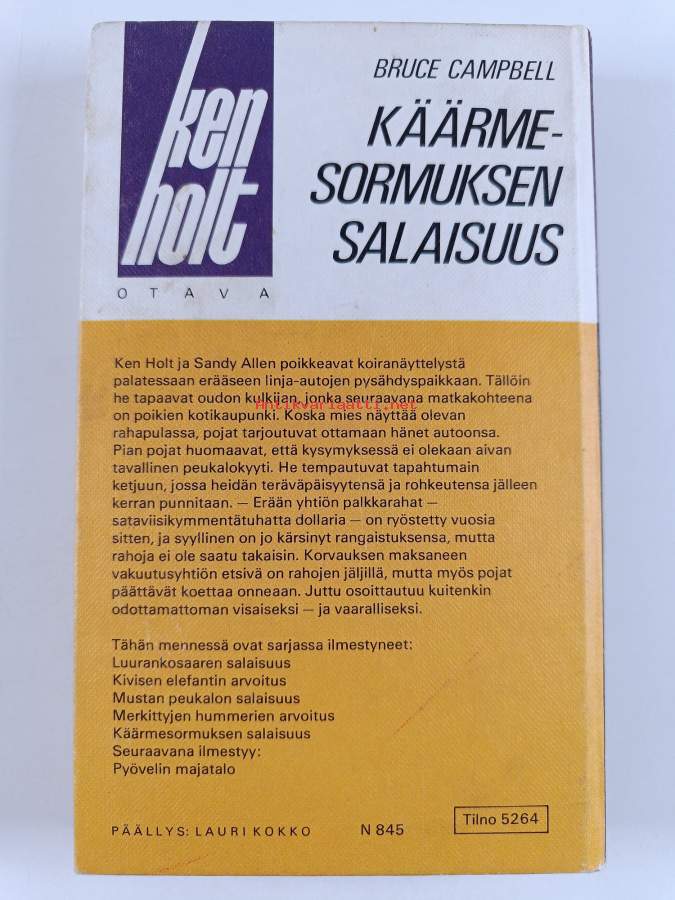 ken
holt
OTAVA
BRUCE CAMPBELL
KÄÄRME-
SORMUKSEN
SALAISUUS
Ken Holt ja Sandy Allen poikkeavat koiranäyttelystä
palatessaan erääseen linja-autojen pysähdyspaikkaan. Tällöin
he tapaavat oudon kulkijan, jonka seuraavana matkakohteena
Antikvariaatti.net
on poikien kotikaupunki. Koska mies näyttää olevan
rahapulassa, pojat tarjoutuvat ottamaan hänet autoonsa.
Pian pojat huomaavat, että kysymyksessä ei olekaan aivan
tavallinen peukalokyyti. He tempautuvat tapahtumain
ketjuun, jossa heidän teräväpäisyytensä ja rohkeutensa jälleen
kerran punnitaan. — Erään yhtiön palkkarahat —
sataviisikymmentätuhatta dollaria — on ryöstetty vuosia
sitten, ja syyllinen on jo kärsinyt rangaistuksensa, mutta
rahoja ei ole saatu takaisin. Korvauksen maksaneen
vakuutusyhtiön etsivä on rahojen jäljillä, mutta myös pojat
päättävät koettaa onneaan. Juttu osoittautuu kuitenkin
odottamattoman visaiseksi — ja vaaralliseksi.
Tähän mennessä ovat sarjassa ilmestyneet:
Luurankosaaren salaisuus
Kivisen elefantin arvoitus
Mustan peukalon salaisuus
Merkittyjen hummerien arvoitus
Käärmesormuksen salaisuus
Seuraavana ilmestyy:
Pyövelin majatalo
PÄÄLLYS: LAURI KOKKO
N 845
Tilno 5264